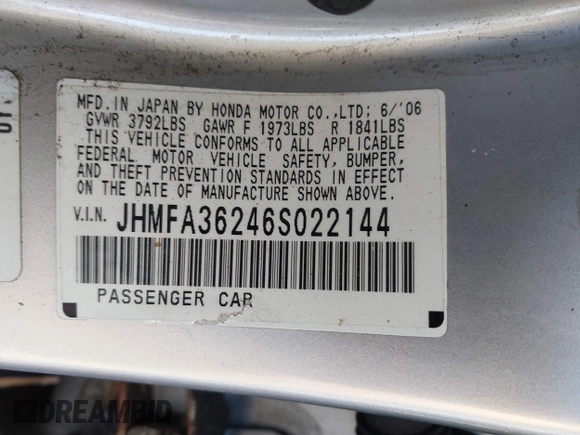 MFD.IN JAPAN BY HONDA MOTOR CO.,LTD; 6/'06
GVWR 3792LBS GAWR F 1973LBS R 1841LBS
THIS VEHICLE CONFORMS TO ALL APPLICABLE
FEDERAL MOTOR VEHICLE SAFETY, BUMPER,
AND THEFT PREVENTION STANDARDS IN EFFECT
ON THE DATE OF MANUFACTURE SHOWN ABOVE.
V.I.N. JHMFA36246S022144
PASSENGER CAR
DREAMBID